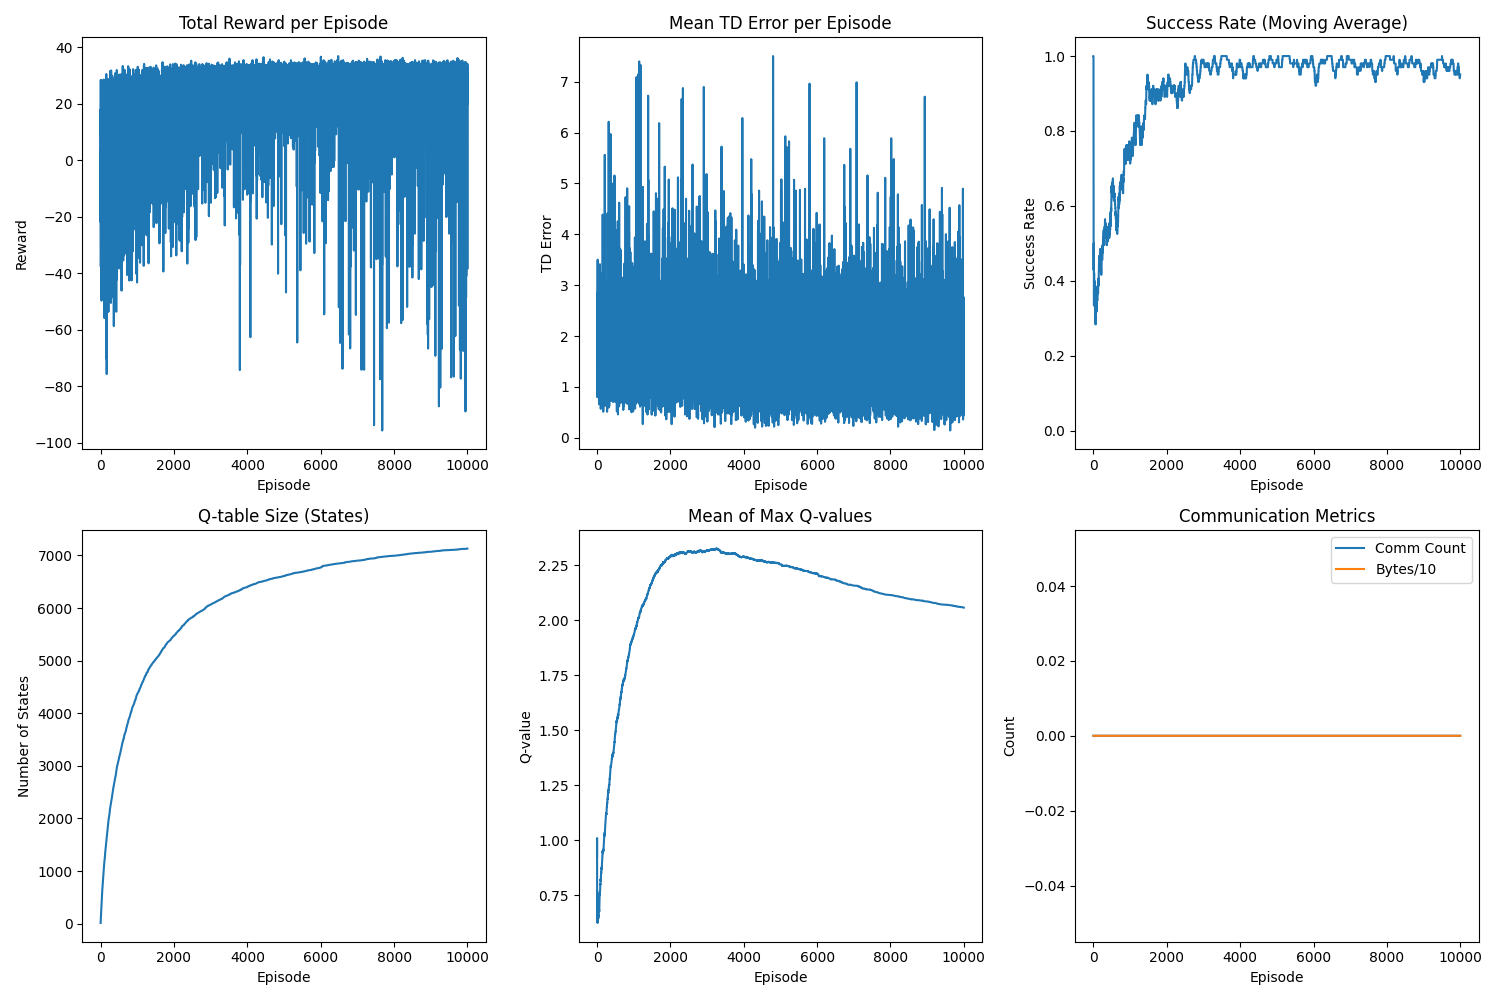 Total Reward per Episode
40
20
0
−20
−40
−60
−80
−100
Reward
0 2000 4000 6000 8000 10000
Episode
Mean TD Error per Episode
7
6
5
4
3
2
1
0
TD Error
0 2000 4000 6000 8000 10000
Episode
Success Rate (Moving Average)
1.0
0.8
0.6
0.4
0.2
0.0
Success Rate
0 2000 4000 6000 8000 10000
Episode
Q-table Size (States)
7000
6000
5000
4000
3000
2000
1000
0
Number of States
0 2000 4000 6000 8000 10000
Episode
Mean of Max Q-values
2.25
2.00
1.75
1.50
1.25
1.00
0.75
Q-value
0 2000 4000 6000 8000 10000
Episode
Communication Metrics
Comm Count
Bytes/10
0.04
0.02
0.00
−0.02
−0.04
Count
0 2000 4000 6000 8000 10000
Episode